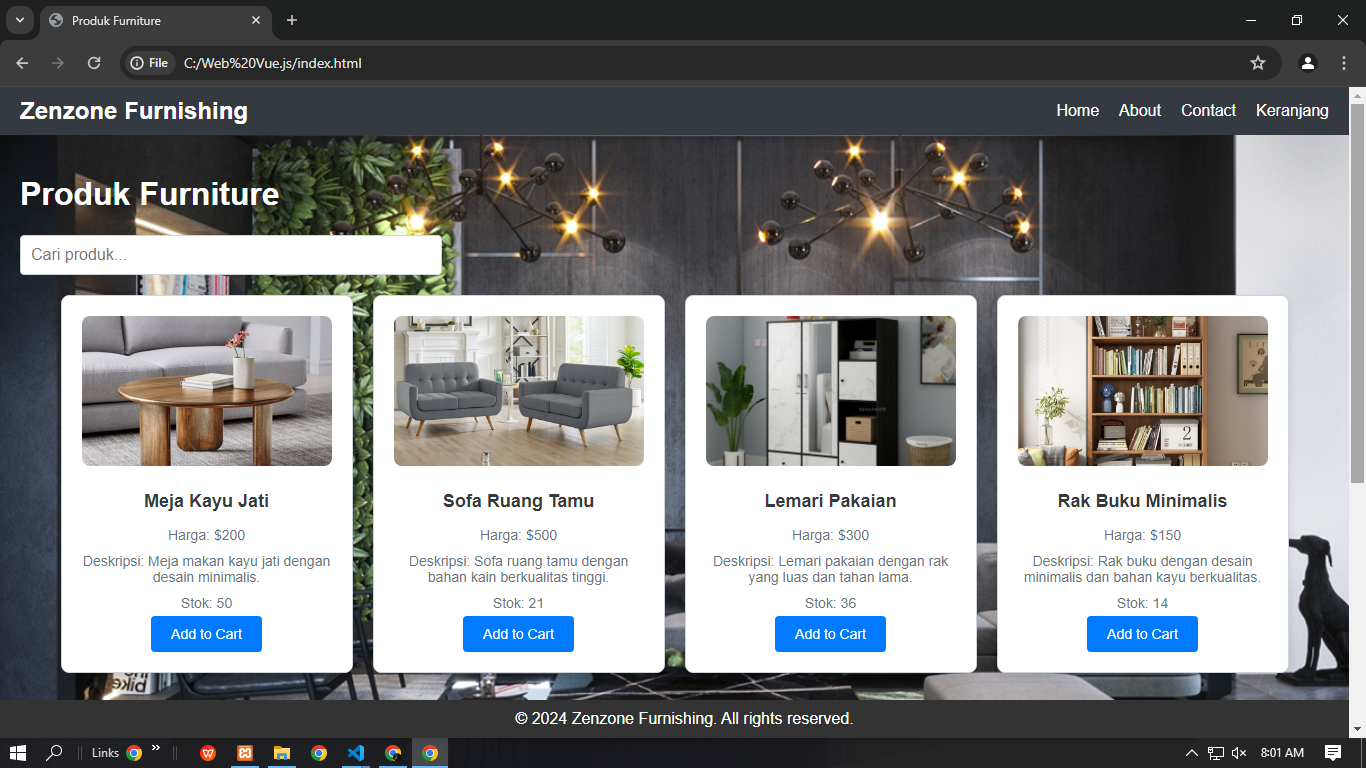 Produk Furniture
File
C:/Web%20Vue.js/index.html
Zenzone Furnishing
Home
About
Contact
Keranjang
Produk Furniture
Cari produk...
Meja Kayu Jati
Harga: $200
Deskripsi: Meja makan kayu jati dengan
desain minimalis.
Stok: 50
Add to Cart
Sofa Ruang Tamu
Harga: $500
Deskripsi: Sofa ruang tamu dengan
bahan kain berkualitas tinggi.
Stok: 21
Add to Cart
Lemari Pakaian
Harga: $300
Deskripsi: Lemari pakaian dengan rak
yang luas dan tahan lama.
Stok: 36
Add to Cart
2
Rak Buku Minimalis
Harga: $150
Deskripsi: Rak buku dengan desain
minimalis dan bahan kayu berkualitas.
Stok: 14
Add to Cart
© 2024 Zenzone Furnishing. All rights reserved.
Links
8:01 AM